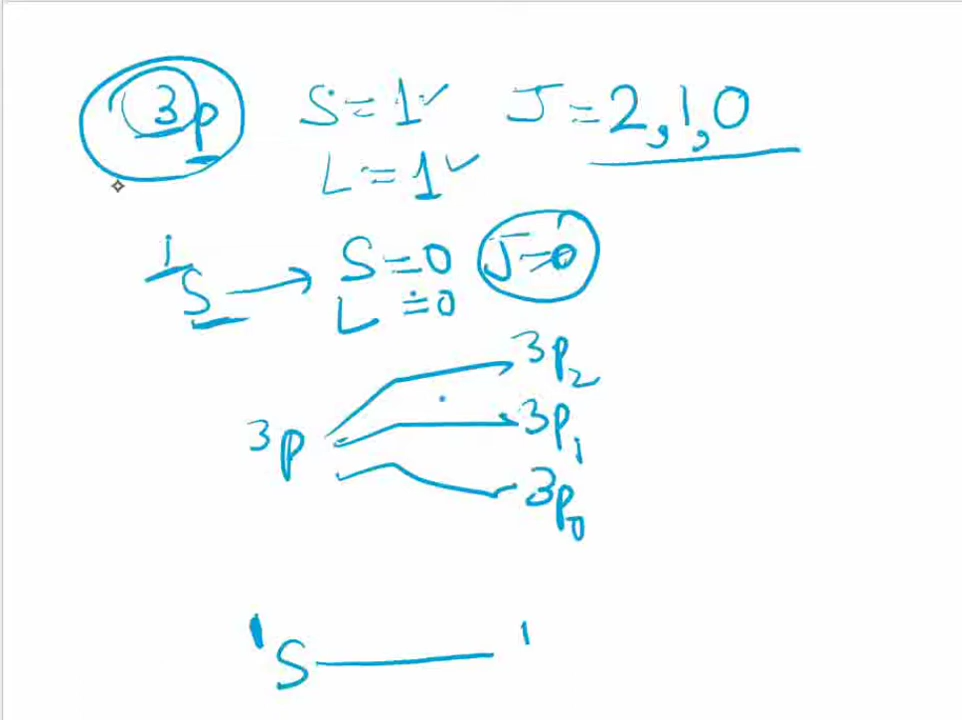 3p S=1✓ J=2,1,0
L=1✓
1S → S=0 J=0
L=0
3p2
3p1
3p
3p0
1S — 1